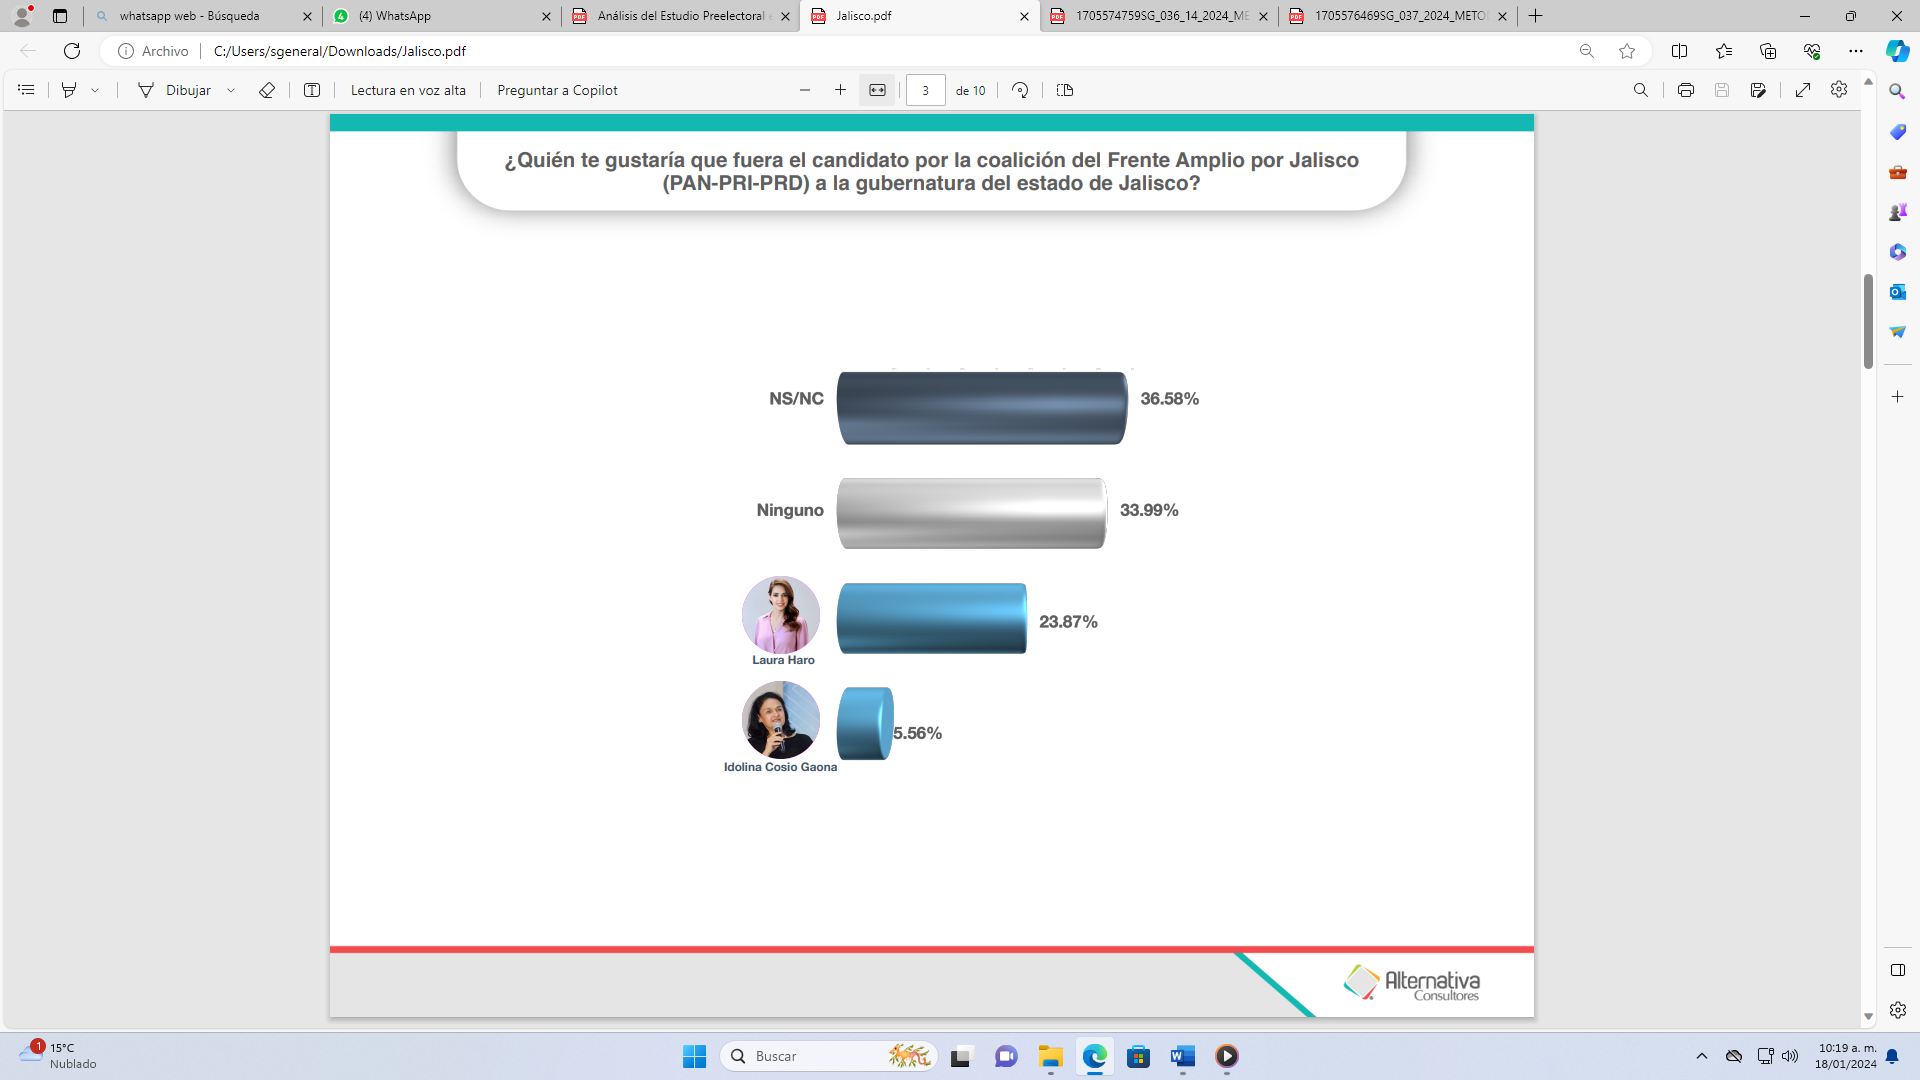 whatsapp web - Búsqueda
(4) WhatsApp
Análisis del Estudio Preelectoral
Jalisco.pdf
1705574759SG_036_14_2024_ME
1705576469SG_037_2024_METO
Archivo
C:/Users/sgeneral/Downloads/Jalisco.pdf
Dibujar
Lectura en voz alta
Preguntar a Copilot
3
de 10
¿Quién te gustaría que fuera el candidato por la coalición del Frente Amplio por Jalisco
(PAN-PRI-PRD) a la gubernatura del estado de Jalisco?
NS/NC
36.58%
Ninguno
33.99%
23.87%
Laura Haro
5.56%
Idolina Cosio Gaona
Alternativa
Consultores
1
15°C
Nublado
Buscar
10:19 a. m.
18/01/2024